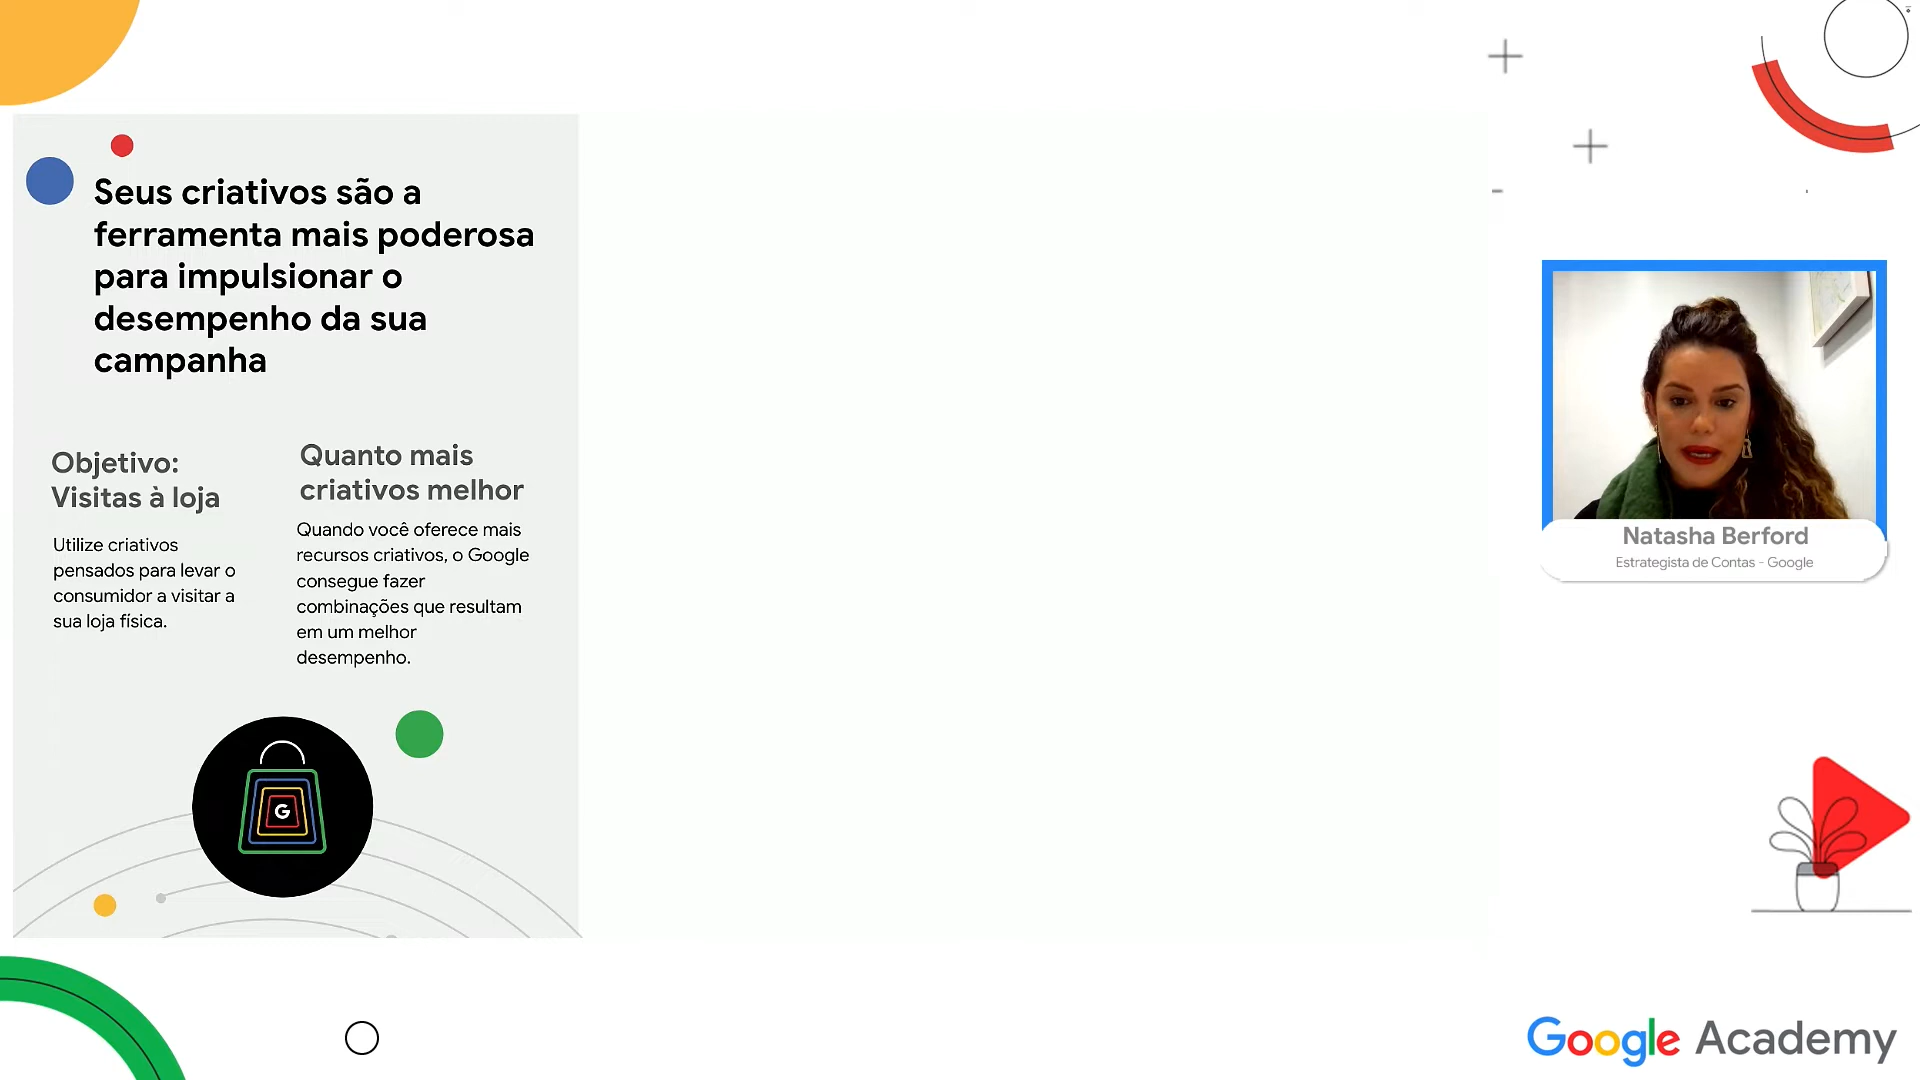 Seus criativos são a
ferramenta mais poderosa
para impulsionar o
desempenho da sua
campanha
Objetivo:
Visitas à loja
Utilize criativos
pensados para levar o
consumidor a visitar a
sua loja física.
Quanto mais
criativos melhor
Quando você oferece mais
recursos criativos, o Google
consegue fazer
combinações que resultam
em um melhor
desempenho.
G
Natasha Berford
Estrategista de Contas - Google
Google Academy